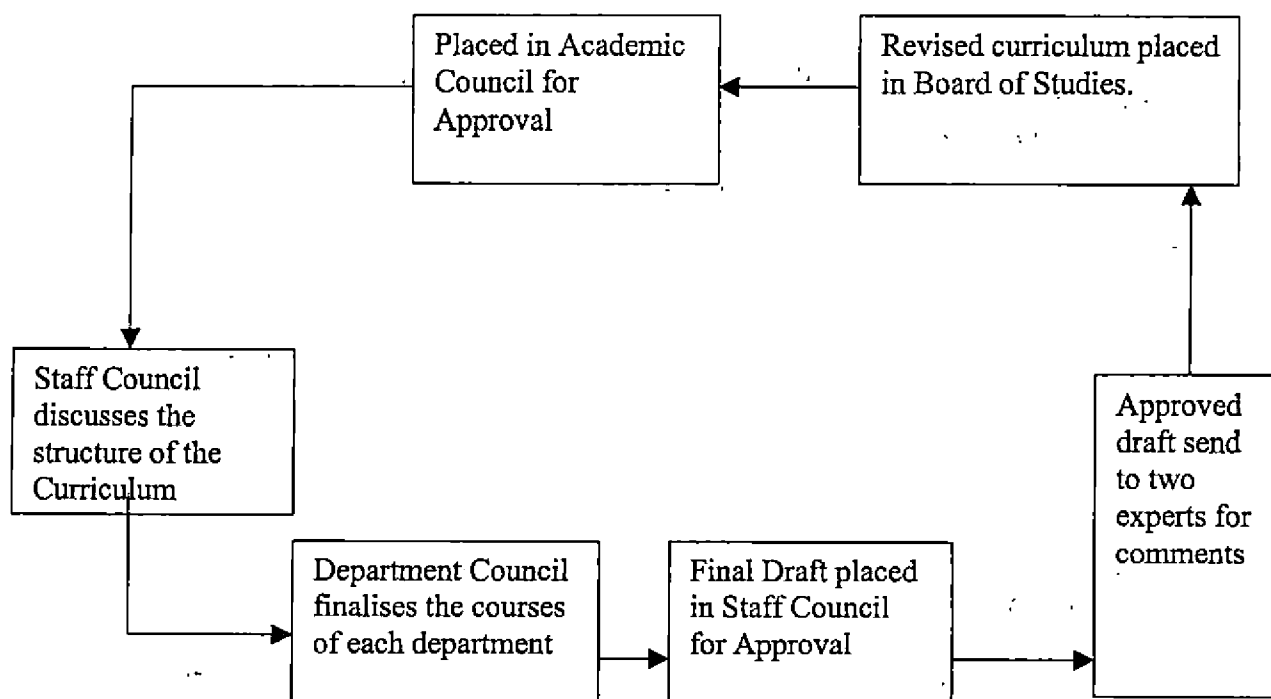 Placed in Academic
Council for
Approval
Revised curriculum placed
in Board of Studies.
Staff Council
discusses the
structure of the
Curriculum
Approved
draft send
to two
experts for
comments
Department Council
finalises the courses
of each department
Final Draft placed
in Staff Council
for Approval